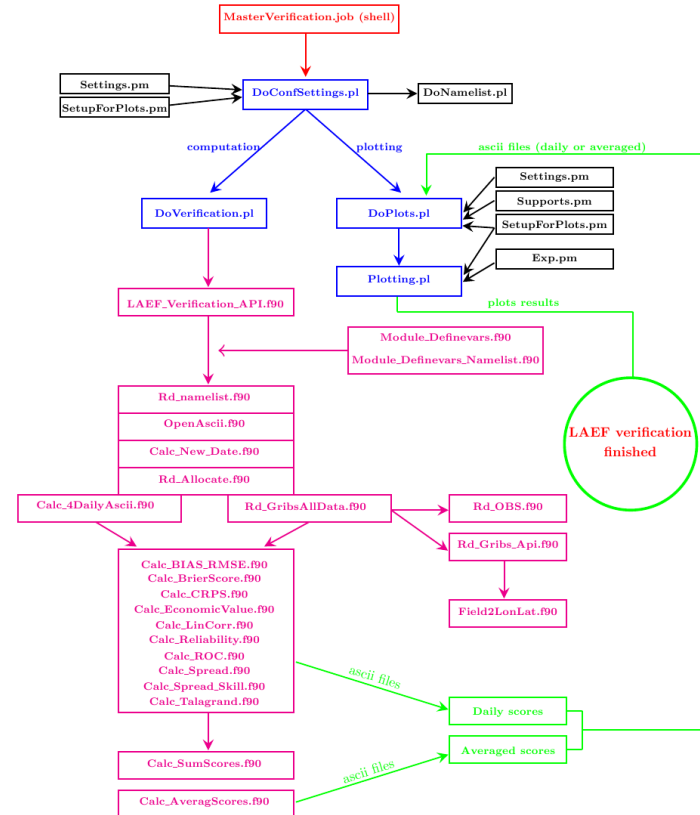 MasterVerification.job (shell)
Settings.pm
SetupForPlots.pm
DoConfSettings.pl
DoNamelist.pl
computation
plotting
ascii files (daily or averaged)
Settings.pm
Supports.pm
SetupForPlots.pm
Exp.pm
DoVerification.pl
DoPlots.pl
Plotting.pl
plots results
LAEF_Verification_API.f90
Module_Definevars.f90
Module_Definevars_Namelist.f90
LAEF verification
finished
Rd_namelist.f90
OpenAscii.f90
Calc_New_Date.f90
Rd_Allocate.f90
Calc_4DailyAscii.f90
Rd_GribsAllData.f90
Rd_OBS.f90
Rd_Gribs_Api.f90
Field2LonLat.f90
Calc_BIAS_RMSE.f90
Calc_BrierScore.f90
Calc_CRPS.f90
Calc_EconomicValue.f90
Calc_LinCorr.f90
Calc_Reliability.f90
Calc_ROC.f90
Calc_Spread.f90
Calc_Spread_Skill.f90
Calc_Talagrand.f90
ascii files
Daily scores
Averaged scores
ascii files
Calc_SumScores.f90
Calc_AveragScores.f90